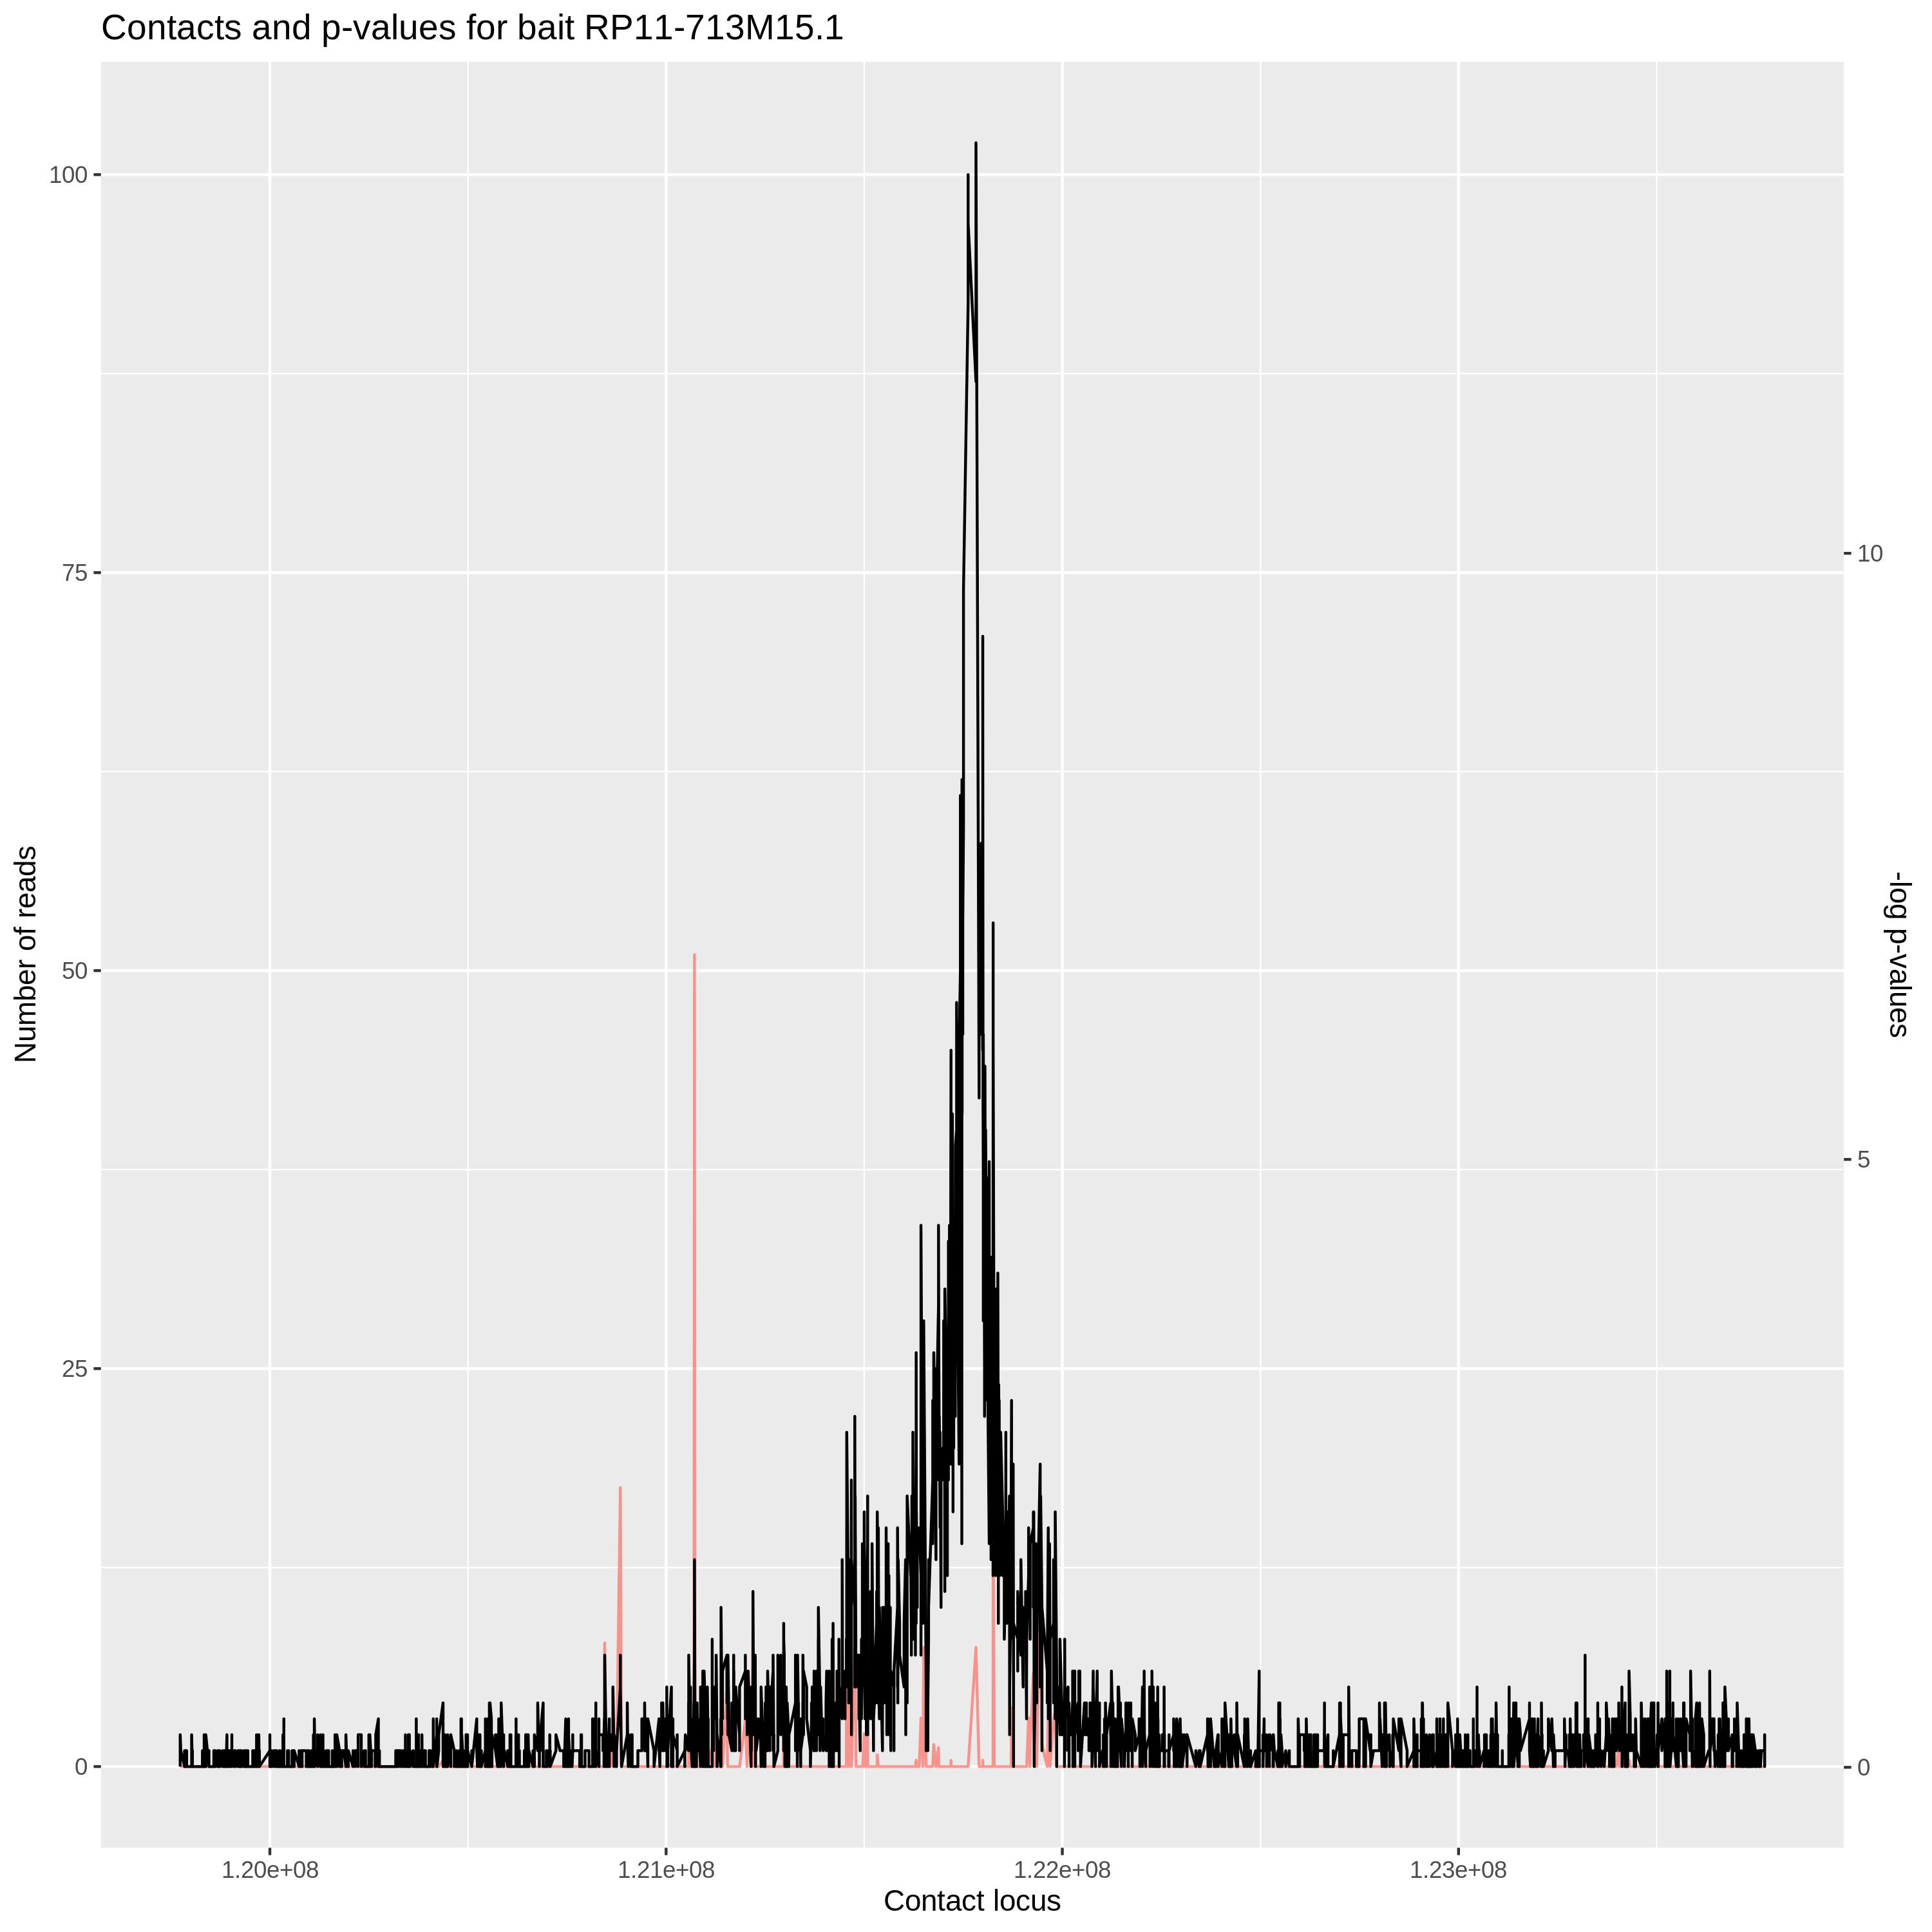 Contacts and p-values for bait RP11-713M15.1
100
75
50
25
0
Number of reads
10
5
0
-log p-values
1.20e+08
1.21e+08
1.22e+08
1.23e+08
Contact locus